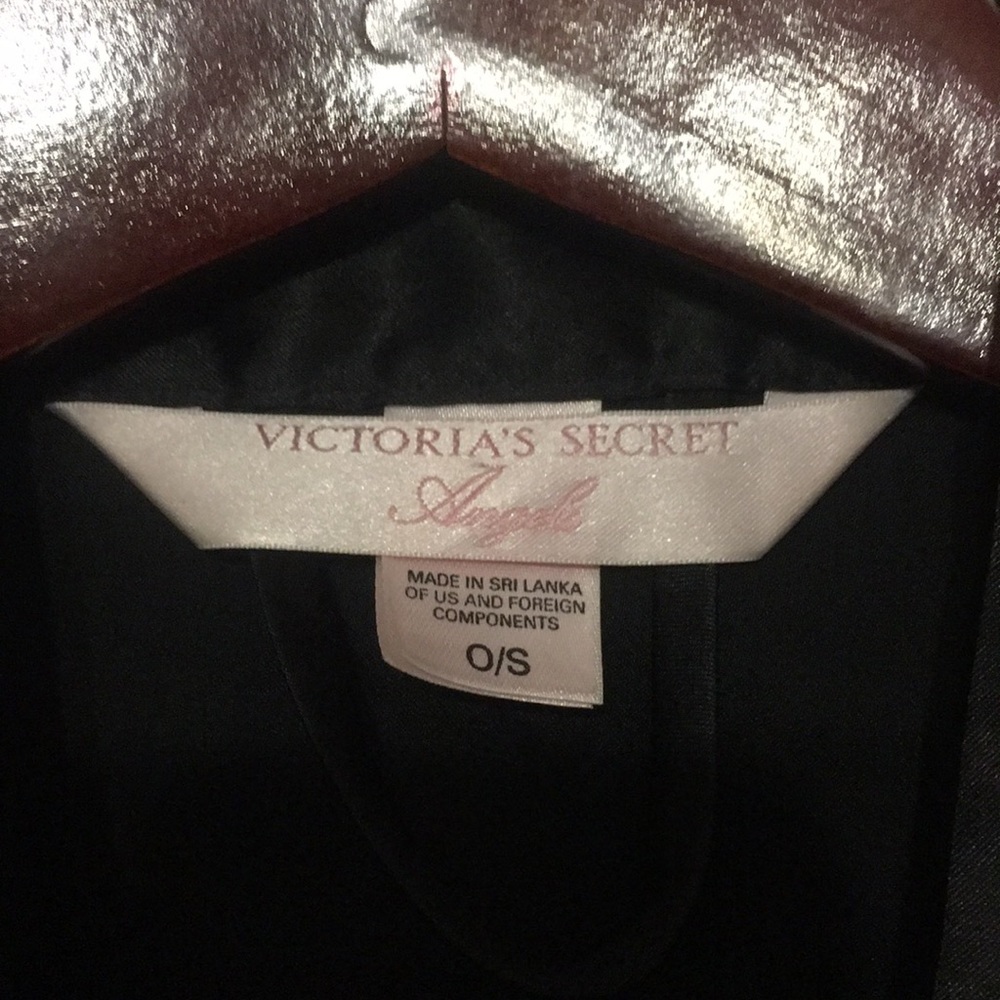 VICTORIA'S SECRET
Angels
MADE IN SRI LANKA
OF US AND FOREIGN
COMPONENTS
O/S